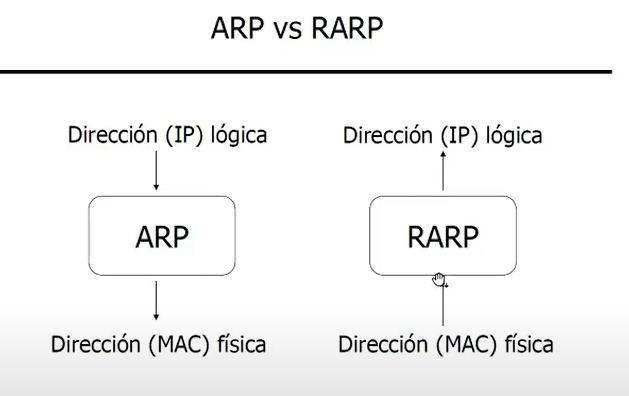 ARP vs RARP
Dirección (IP) lógica
ARP
Dirección (MAC) física
Dirección (IP) lógica
RARP
Dirección (MAC) física